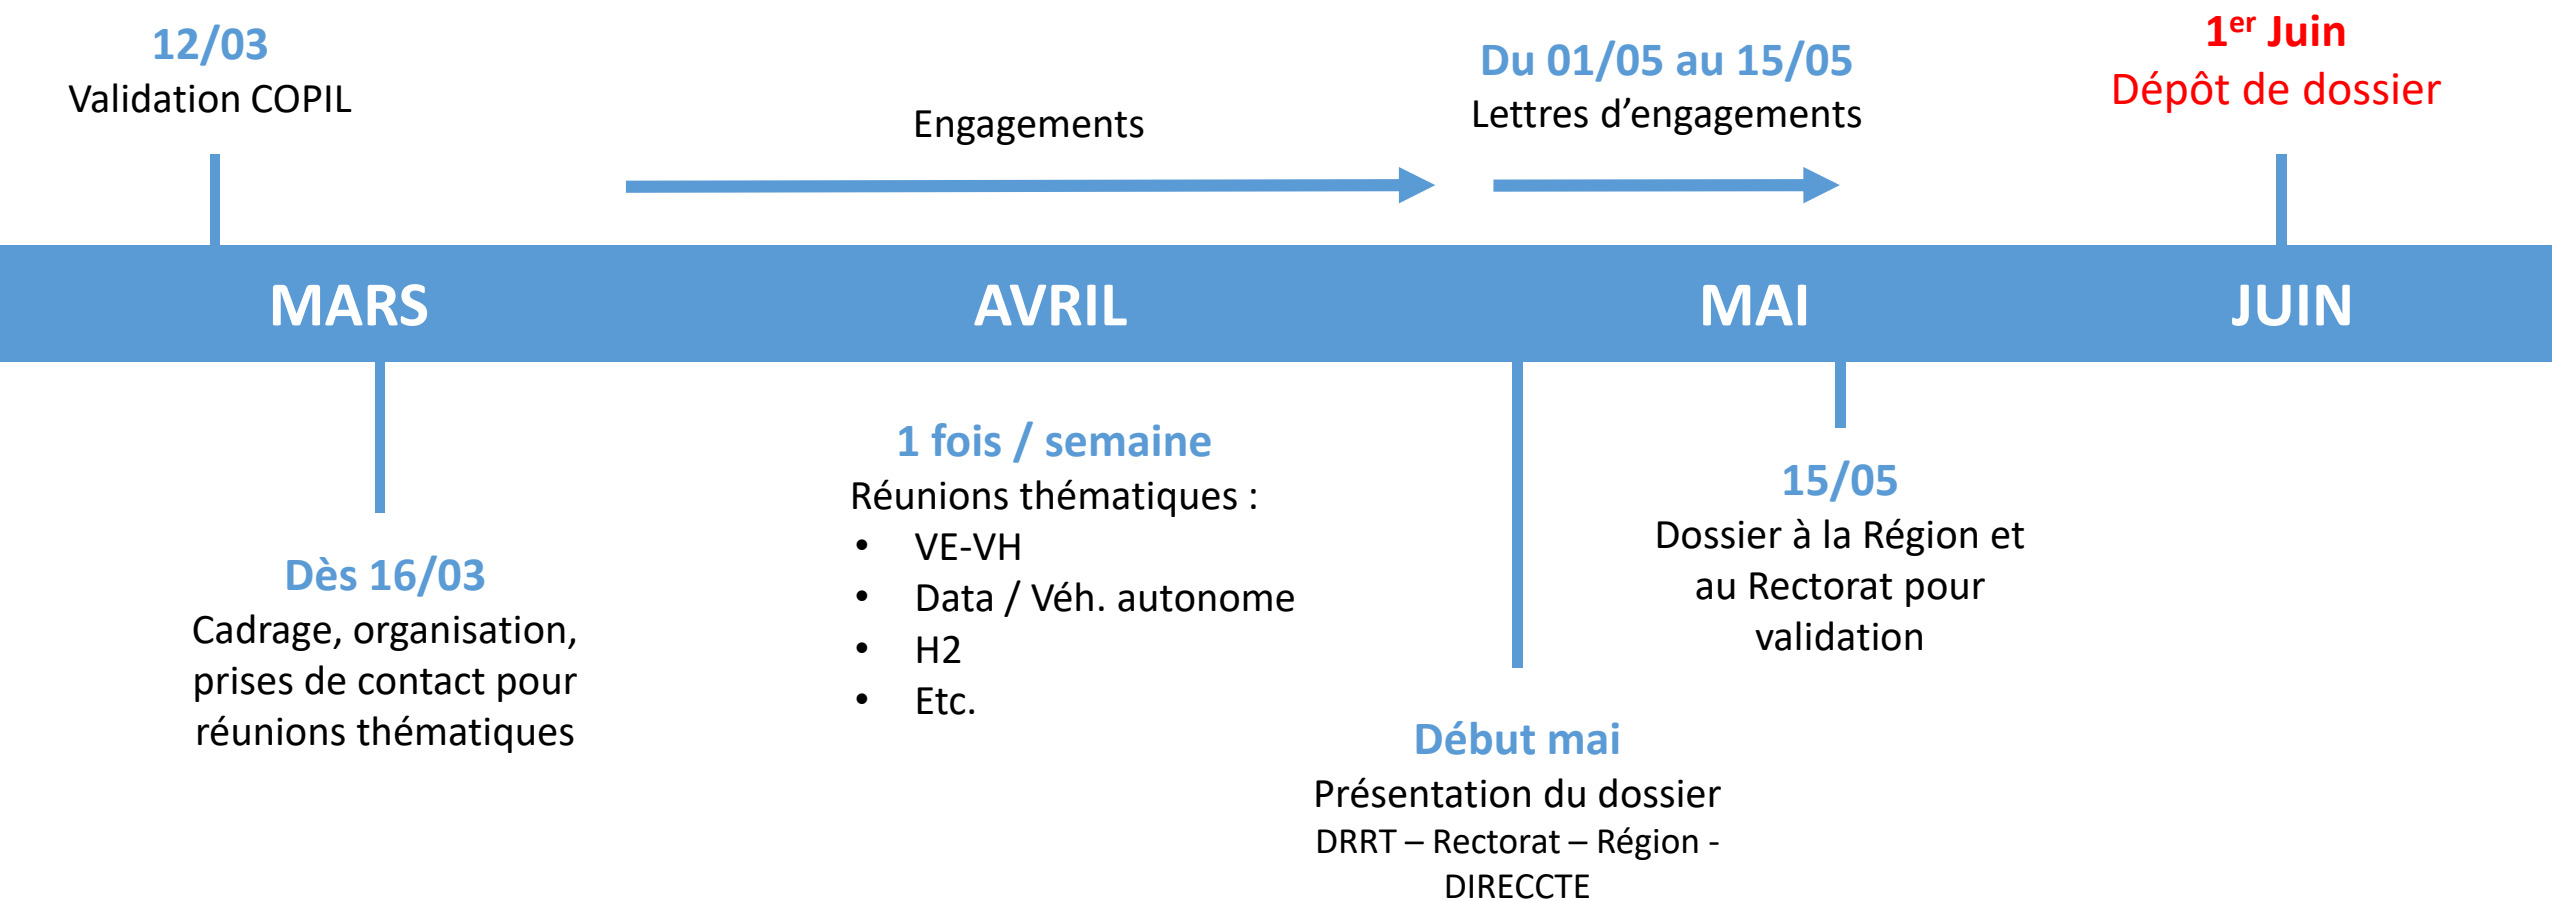 12/03
Validation COPIL
Engagements
Du 01/05 au 15/05
Lettres d’engagements
1er Juin
Dépôt de dossier
MARS
AVRIL
MAI
JUIN
Dès 16/03
Cadrage, organisation,
prises de contact pour
réunions thématiques
1 fois / semaine
Réunions thématiques :
• VE-VH
• Data / Véh. autonome
• H2
• Etc.
Début mai
Présentation du dossier
DRRT – Rectorat – Région -
DIRECCTE
15/05
Dossier à la Région et
au Rectorat pour
validation